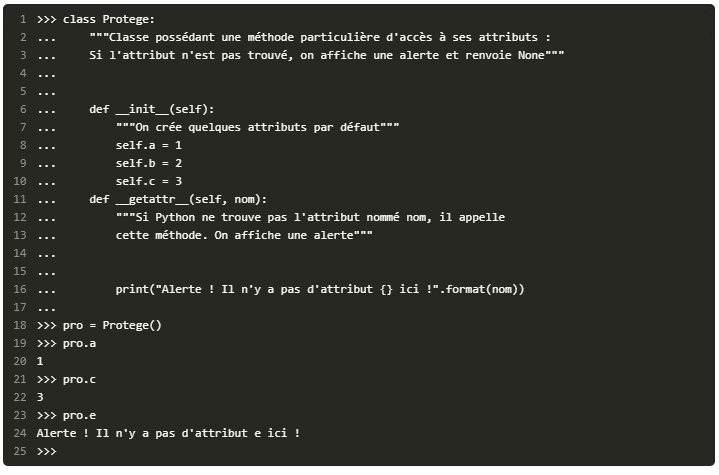 1 >>> class Protege:
2 ...     """Classe possédant une méthode particulière d'accès à ses attributs :
3 ...     Si l'attribut n'est pas trouvé, on affiche une alerte et renvoie None"""
4 ...
5 ...
6 ...     def __init__(self):
7 ...         """On crée quelques attributs par défaut"""
8 ...         self.a = 1
9 ...         self.b = 2
10 ...         self.c = 3
11 ...     def __getattr__(self, nom):
12 ...         """Si Python ne trouve pas l'attribut nommé nom, il appelle
13 ...         cette méthode. On affiche une alerte"""
14 ...
15 ...
16 ...         print("Alerte ! Il n'y a pas d'attribut {} ici !".format(nom))
17 ...
18 >>> pro = Protege()
19 >>> pro.a
20 1
21 >>> pro.c
22 3
23 >>> pro.e
24 Alerte ! Il n'y a pas d'attribut e ici !
25 >>>